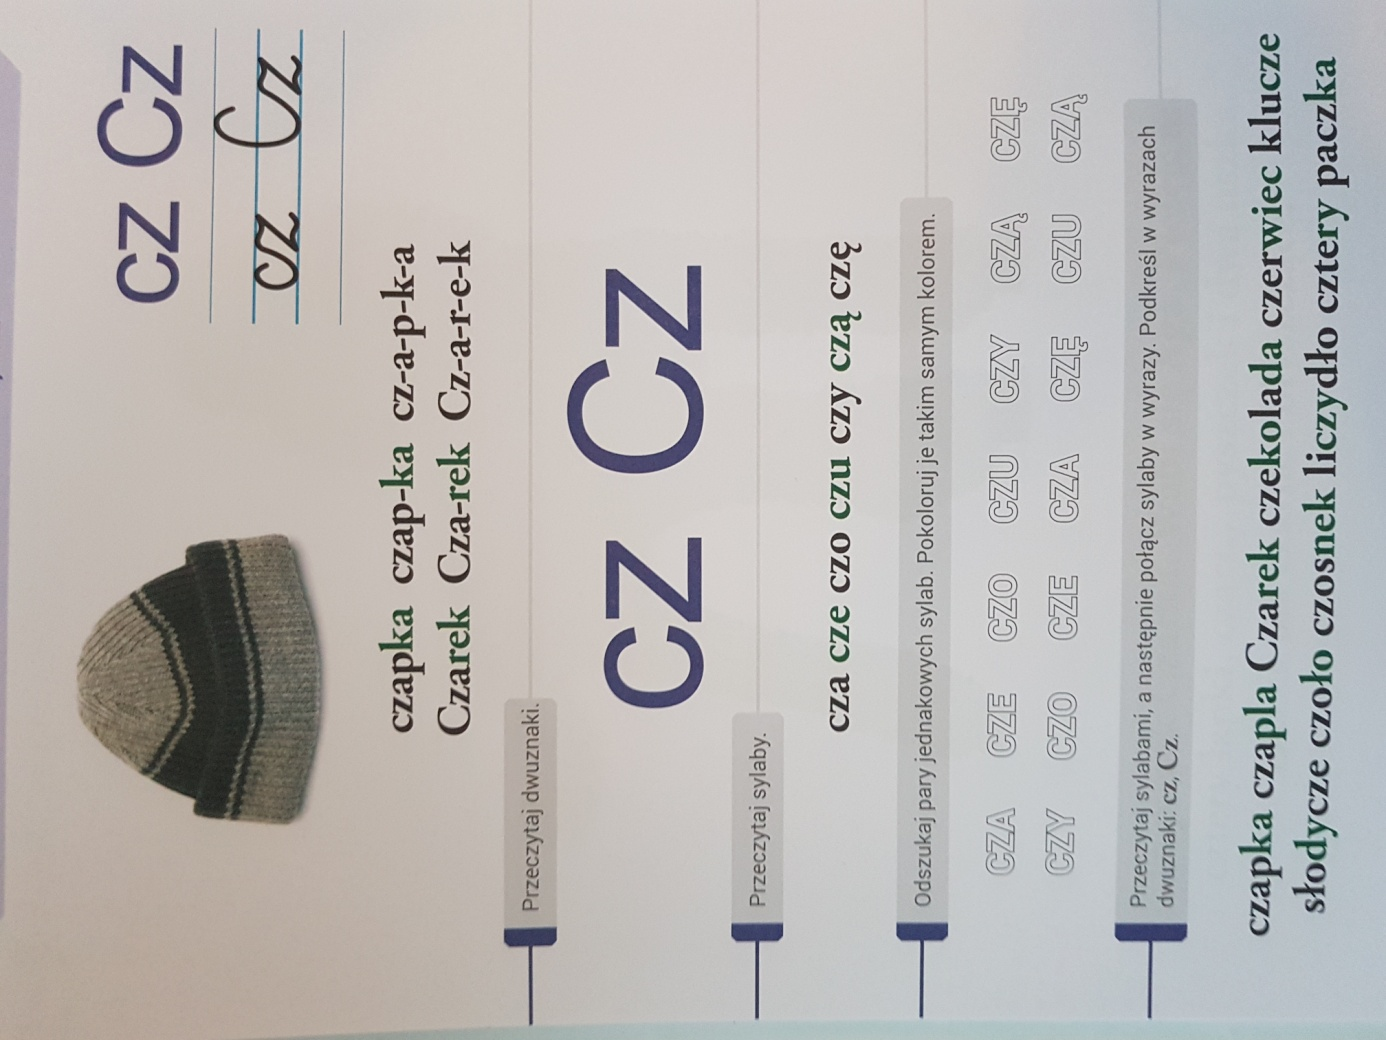 cz Cz
cz Cz
czapka czap-ka cz-a-p-k-a
Czarek Cza-rek Cz-a-r-e-k
Przeczytaj dwuznaki.
cz Cz
Przeczytaj sylaby.
cza cze czo czu czy czą czę
Odszukaj pary jednakowych sylab. Pokoloruj je takim samym kolorem.
CZA CZE CZO CZU CZY CZĄ CZĘ
CZY CZO CZE CZA CZĘ CZU CZĄ
Przeczytaj sylabami, a następnie połącz sylaby w wyrazy. Podkreśl w wyrazach
dwuznaki: cz, Cz.
czapka czapla Czarek czekolada czerwiec klucze
słodycze czoło czosnek liczydło cztery paczka